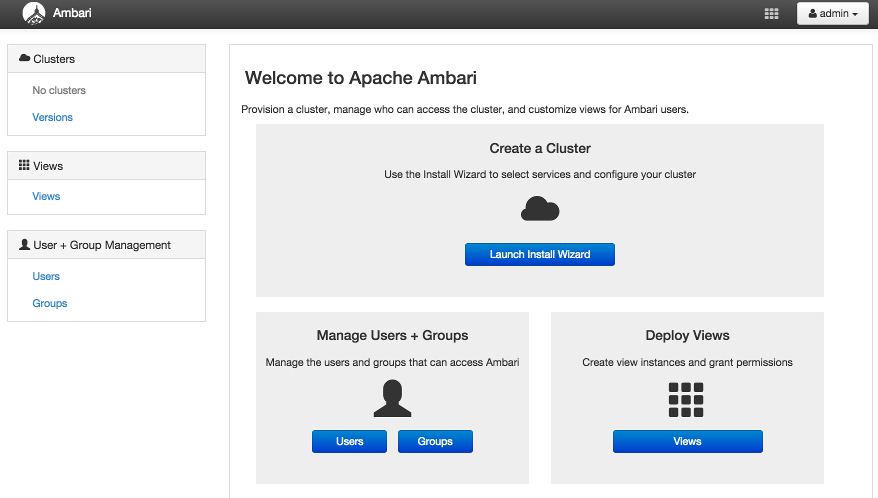 Ambari
admin
Clusters
No clusters
Versions
Views
Views
User + Group Management
Users
Groups
Welcome to Apache Ambari
Provision a cluster, manage who can access the cluster, and customize views for Ambari users.
Create a Cluster
Use the Install Wizard to select services and configure your cluster
Launch Install Wizard
Manage Users + Groups
Manage the users and groups that can access Ambari
Users
Groups
Deploy Views
Create view instances and grant permissions
Views